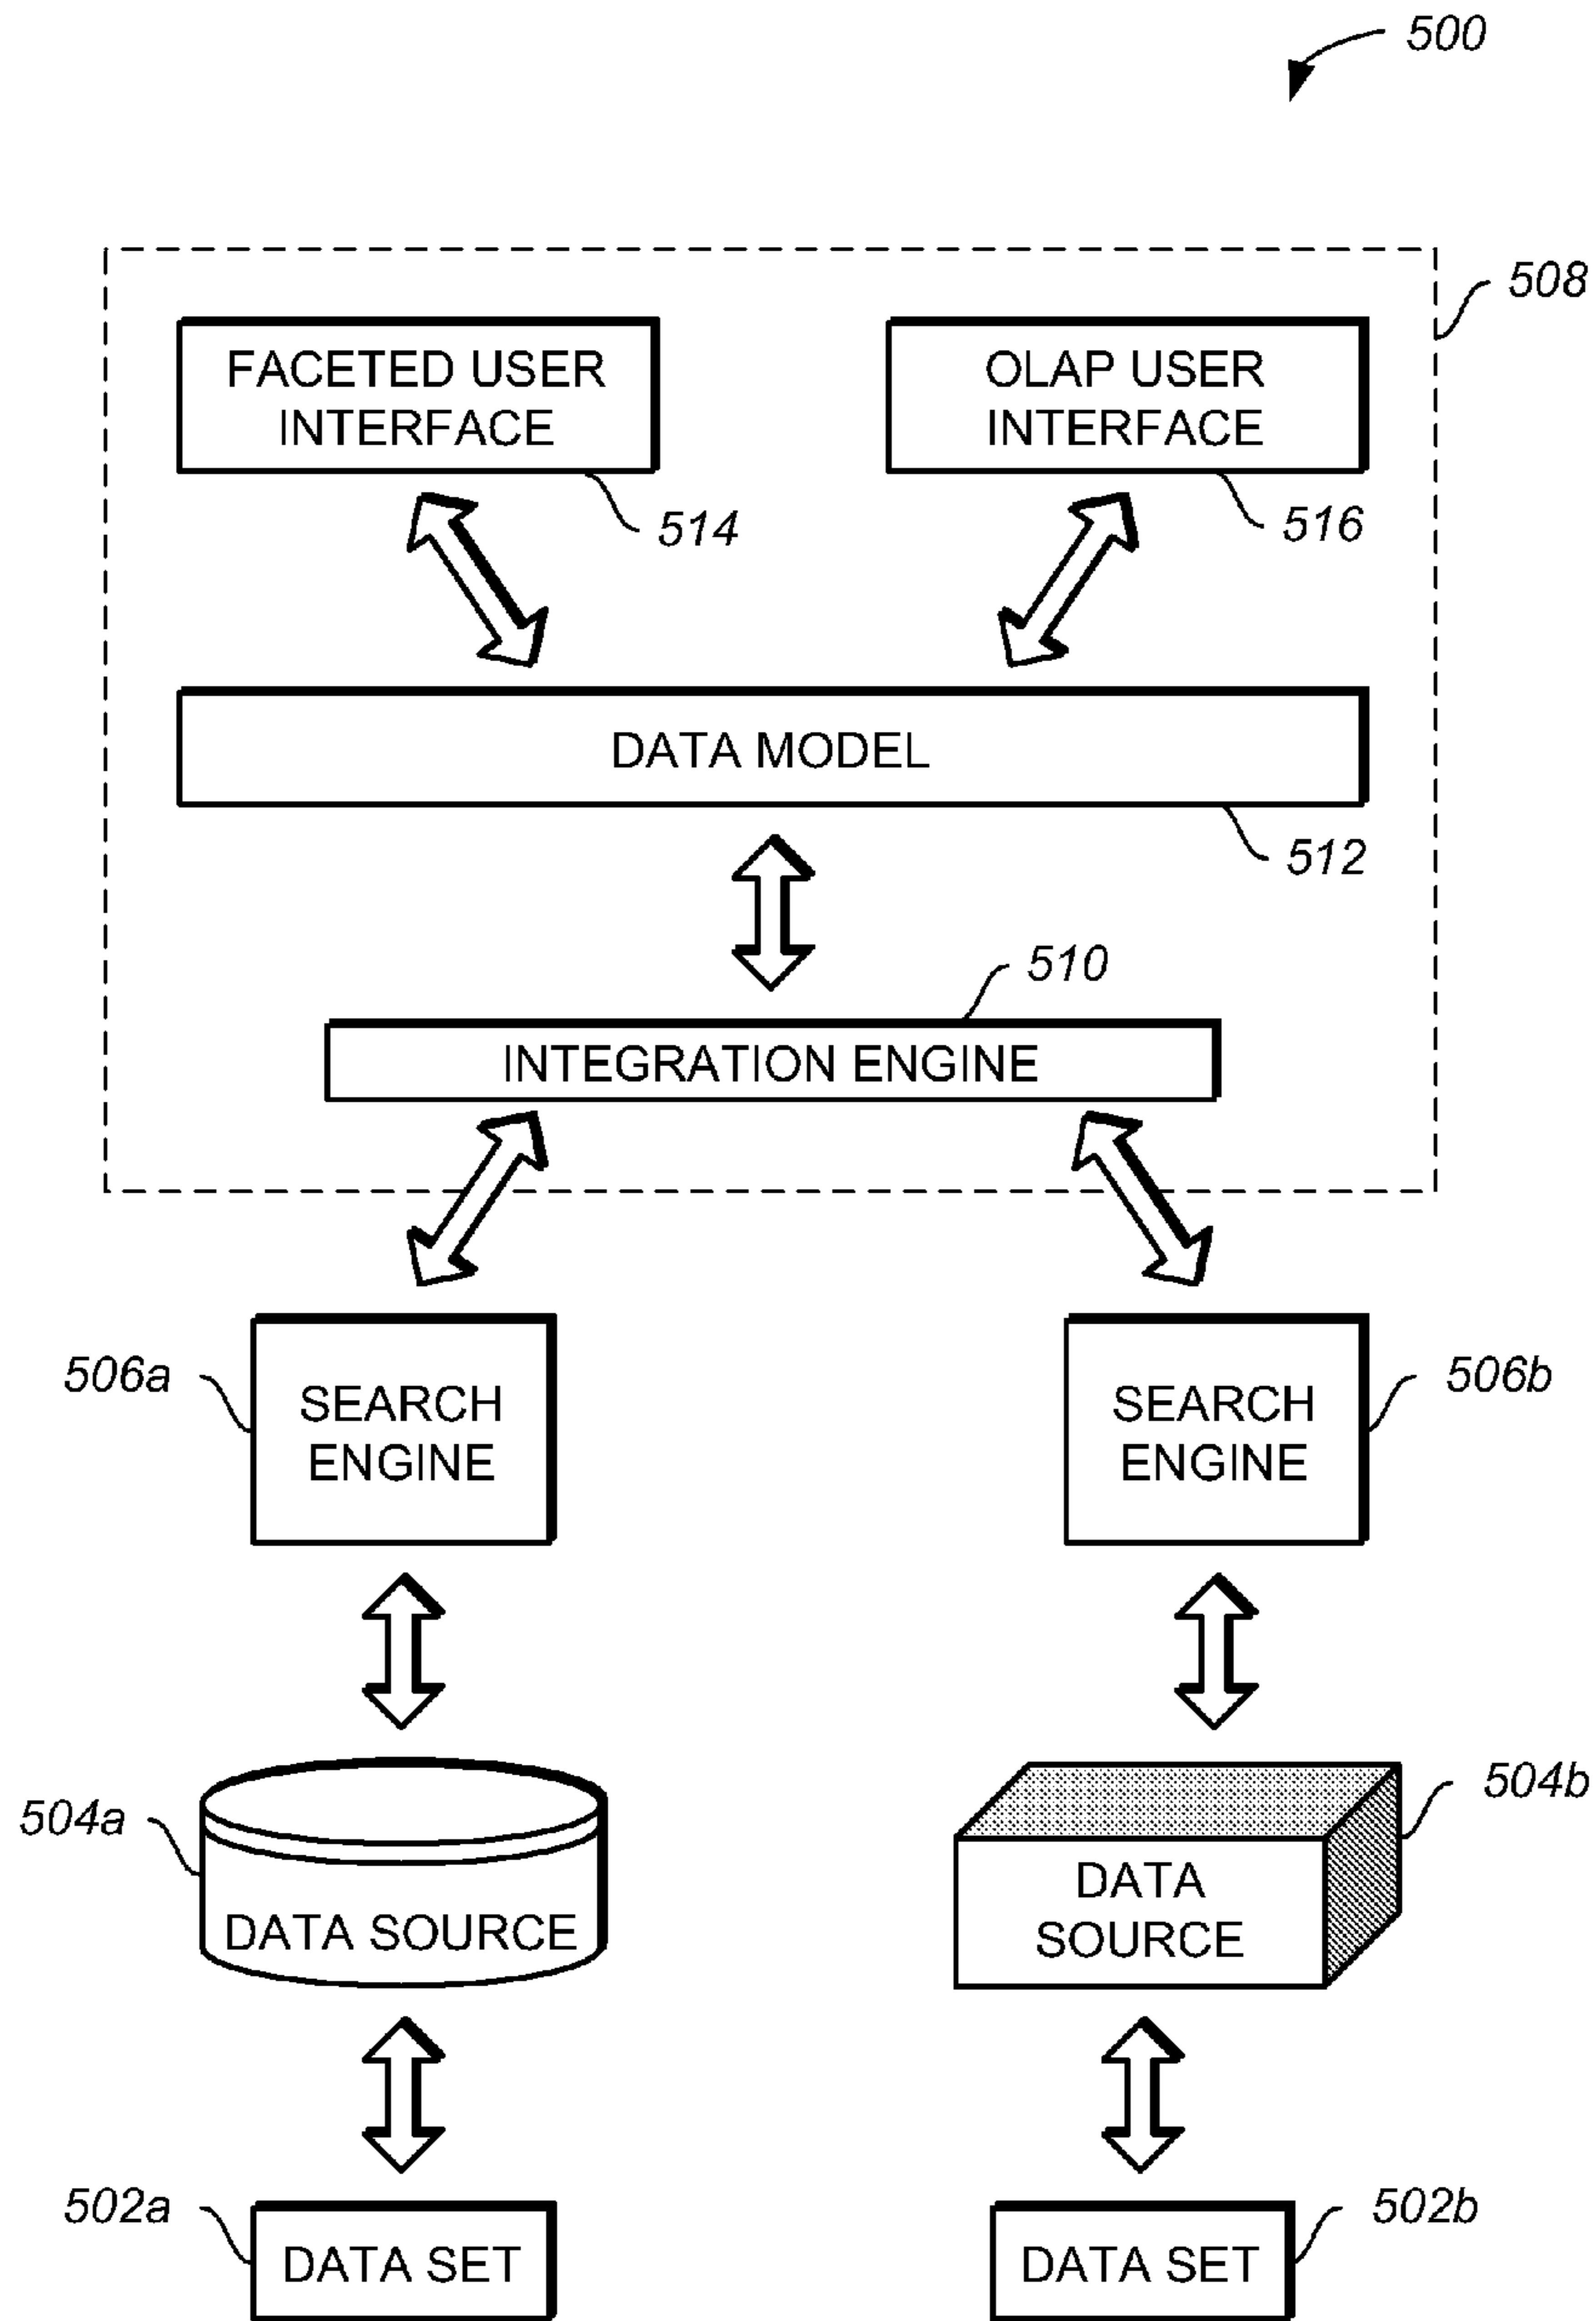 500
508
FACETED USER
INTERFACE
OLAP USER
INTERFACE
514
516
DATA MODEL
512
510
INTEGRATION ENGINE
506a
SEARCH
ENGINE
SEARCH
ENGINE
506b
504a
DATA SOURCE
DATA
SOURCE
504b
502a
DATA SET
DATA SET
502b